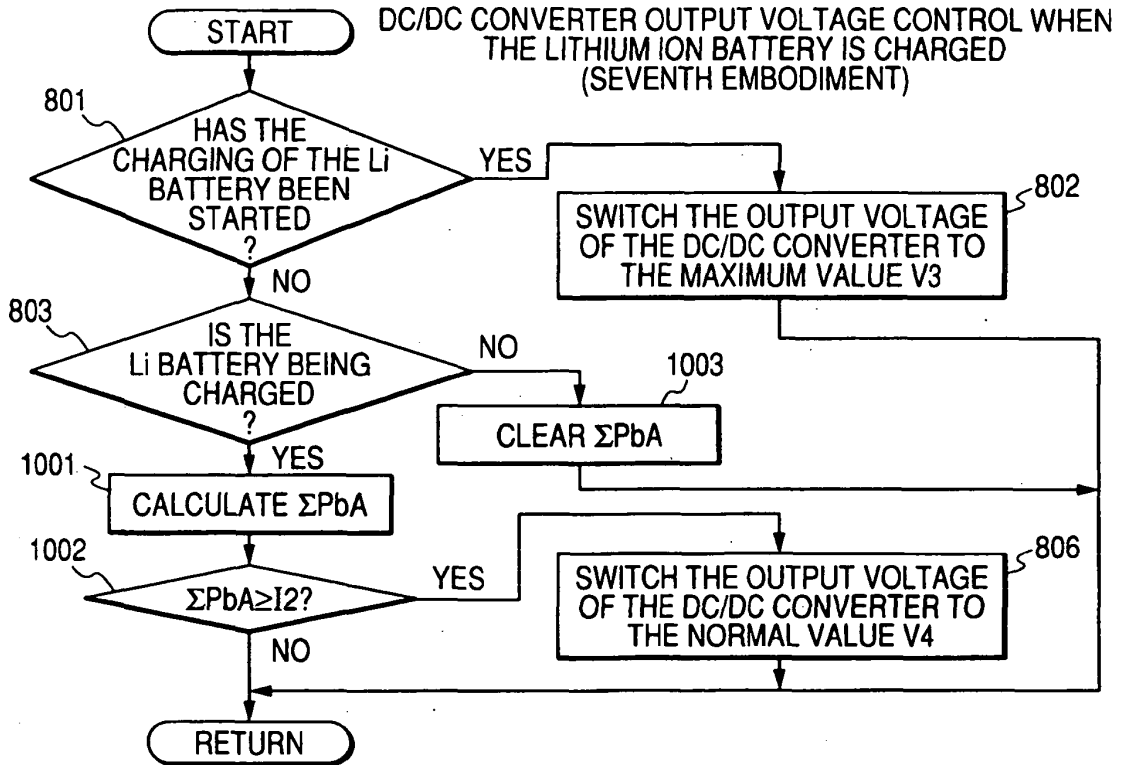 START
DC/DC CONVERTER OUTPUT VOLTAGE CONTROL WHEN
THE LITHIUM ION BATTERY IS CHARGED
(SEVENTH EMBODIMENT)
801
HAS THE
CHARGING OF THE Li
BATTERY BEEN
STARTED
?
YES
802
SWITCH THE OUTPUT VOLTAGE
OF THE DC/DC CONVERTER TO
THE MAXIMUM VALUE V3
NO
803
IS THE
Li BATTERY BEING
CHARGED
?
NO
1003
CLEAR ΣPbA
YES
1001
CALCULATE ΣPbA
1002
ΣPbA≥I2?
YES
806
SWITCH THE OUTPUT VOLTAGE
OF THE DC/DC CONVERTER TO
THE NORMAL VALUE V4
NO
RETURN